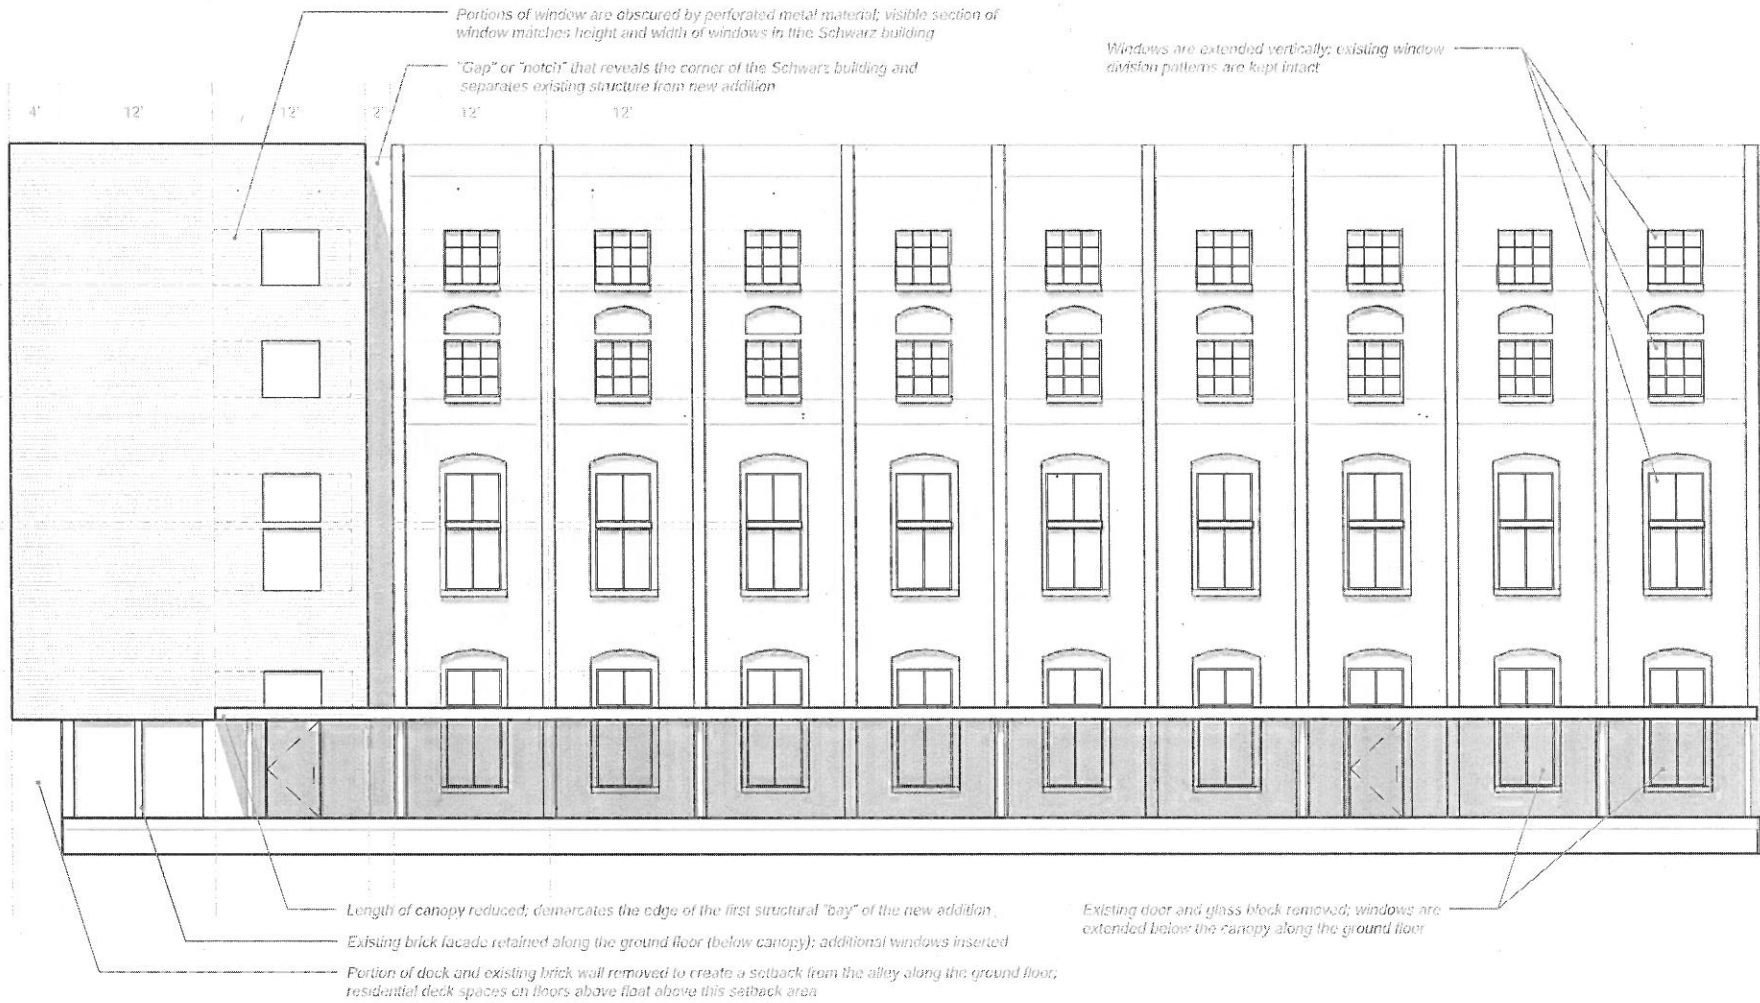 Portions of window are obscured by perforated metal material; visible section of
window matches height and width of windows in the Schwarz building
"Gap" or "notch" that reveals the corner of the Schwarz building and
separates existing structure from new addition
Windows are extended vertically; existing window
division patterns are kept intact
4' 12' 12' 2' 12' 12'
Length of canopy reduced; demarcates the edge of the first structural "bay" of the new addition
Existing brick facade retained along the ground floor (below canopy); additional windows inserted
Portion of dock and existing brick wall removed to create a setback from the alley along the ground floor;
residential deck spaces on floors above float above this setback area
Existing door and glass block removed; windows are
extended below the canopy along the ground floor